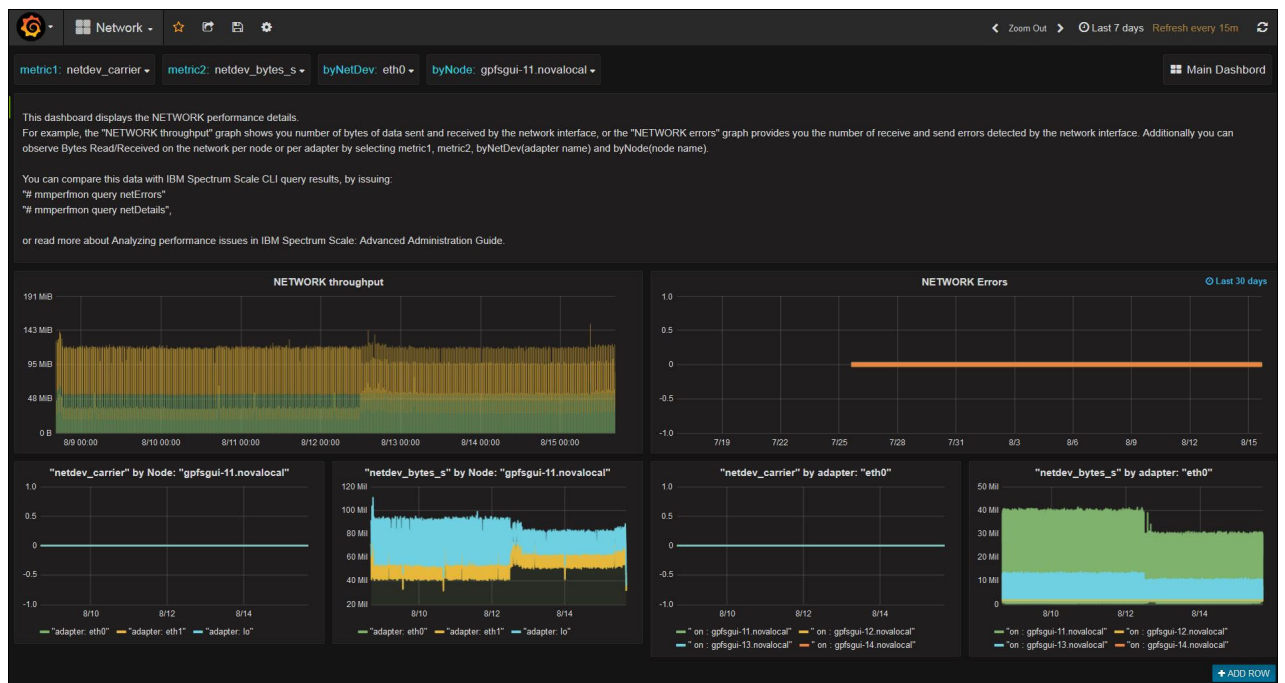 Network
Zoom Out
Last 7 days Refresh every 15m
metric1: netdev_carrier metric2: netdev_bytes_s byNetDev: eth0 byNode: gpfsgui-11.novalocal
Main Dashbord
This dashboard displays the NETWORK performance details.
For example, the "NETWORK throughput" graph shows you number of bytes of data sent and received by the network interface, or the "NETWORK errors" graph provides you the number of receive and send errors detected by the network interface. Additionally you can
observe Bytes Read/Received on the network per node or per adapter by selecting metric1, metric2, byNetDev(adapter name) and byNode(node name).
You can compare this data with IBM Spectrum Scale CLI query results, by issuing:
"# mmperfmon query netErrors"
"# mmperfmon query netDetails",
or read more about Analyzing performance issues in IBM Spectrum Scale: Advanced Administration Guide.
NETWORK throughput
191 MiB
143 MiB
95 MiB
48 MiB
0 B
8/9 00:00 8/10 00:00 8/11 00:00 8/12 00:00 8/13 00:00 8/14 00:00 8/15 00:00
NETWORK Errors
Last 30 days
1.0
0.5
0
-0.5
-1.0
7/19 7/22 7/25 7/28 7/31 8/3 8/6 8/9 8/12 8/15
"netdev_carrier" by Node: "gpfsgui-11.novalocal"
1.0
0.5
0
-0.5
-1.0
8/10 8/12 8/14
"adapter: eth0" "adapter: eth1" "adapter: lo"
"netdev_bytes_s" by Node: "gpfsgui-11.novalocal"
120 Mil
100 Mil
80 Mil
60 Mil
40 Mil
20 Mil
8/10 8/12 8/14
"adapter: eth0" "adapter: eth1" "adapter: lo"
"netdev_carrier" by adapter: "eth0"
1.0
0.5
0
-0.5
-1.0
8/10 8/12 8/14
" on : gpfsgui-11.novalocal" " on : gpfsgui-12.novalocal"
" on : gpfsgui-13.novalocal" " on : gpfsgui-14.novalocal"
"netdev_bytes_s" by adapter: "eth0"
50 Mil
40 Mil
30 Mil
20 Mil
10 Mil
0
8/10 8/12 8/14
"on : gpfsgui-11.novalocal" "on : gpfsgui-12.novalocal"
"on : gpfsgui-13.novalocal" "on : gpfsgui-14.novalocal"
+ ADD ROW